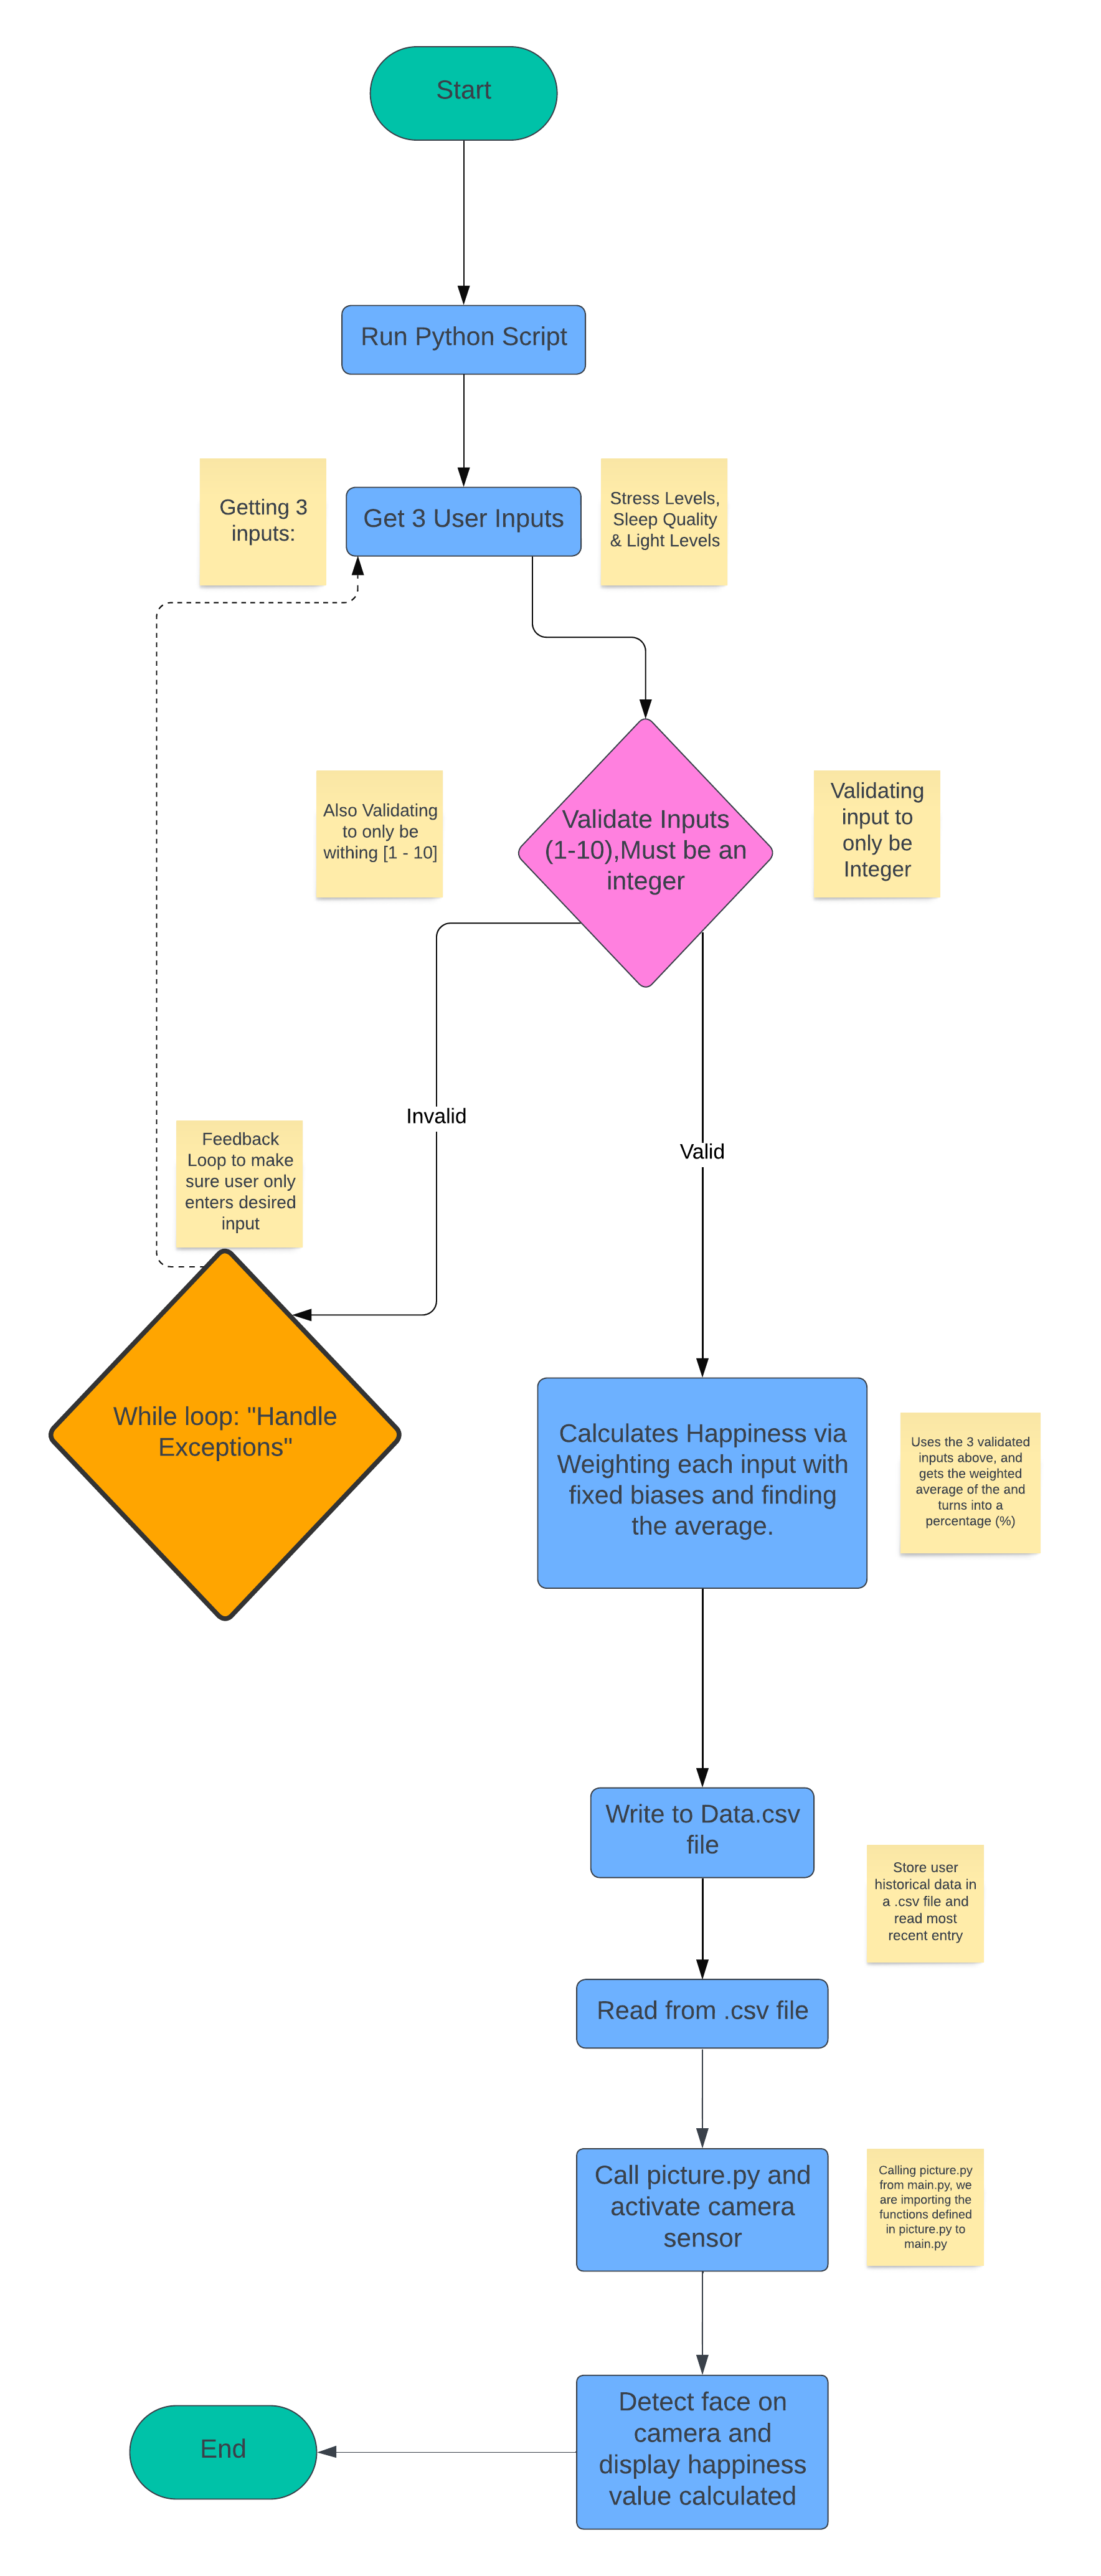 Start
Run Python Script
Getting 3
inputs:
Get 3 User Inputs
Stress Levels,
Sleep Quality
& Light Levels
Also Validating
to only be
withing [1 - 10]
Validate Inputs
(1-10),Must be an
integer
Validating
input to
only be
Integer
Invalid
Valid
Feedback
Loop to make
sure user only
enters desired
input
While loop: "Handle
Exceptions"
Calculates Happiness via
Weighting each input with
fixed biases and finding
the average.
Uses the 3 validated
inputs above, and
gets the weighted
average of the and
turns into a
percentage (%)
Write to Data.csv
file
Store user
historical data in
a .csv file and
read most
recent entry
Read from .csv file
Call picture.py and
activate camera
sensor
Calling picture.py
from main.py, we
are importing the
functions defined
in picture.py to
main.py
Detect face on
camera and
display happiness
value calculated
End